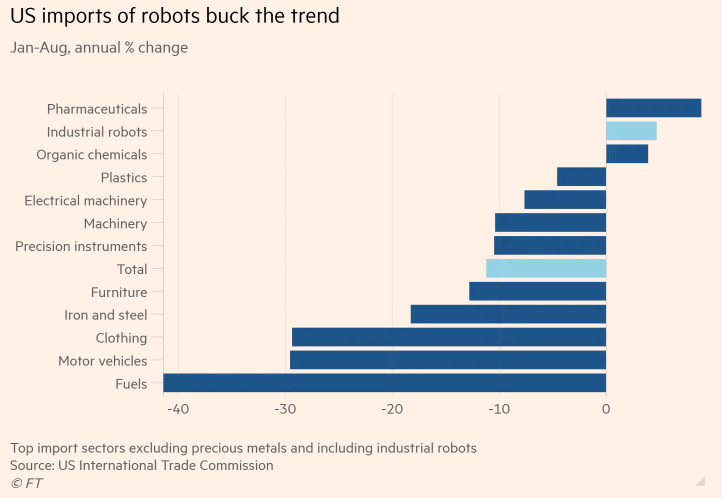 US imports of robots buck the trend
Jan-Aug, annual % change
Pharmaceuticals
Industrial robots
Organic chemicals
Plastics
Electrical machinery
Machinery
Precision instruments
Total
Furniture
Iron and steel
Clothing
Motor vehicles
Fuels
-40 -30 -20 -10 0
Top import sectors excluding precious metals and including industrial robots
Source: US International Trade Commission
© FT